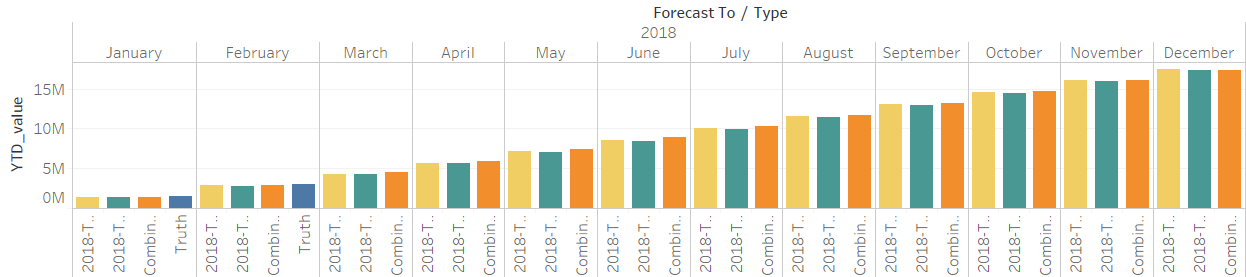 Forecast To / Type
2018
January February March April May June July August September October November December
YTD_value
15M
10M
5M
0M
2018-T..
2018-T..
Combin..
Truth
2018-T..
2018-T..
Combin..
Truth
2018-T..
2018-T..
Combin..
2018-T..
2018-T..
Combin..
2018-T..
2018-T..
Combin..
2018-T..
2018-T..
Combin..
2018-T..
2018-T..
Combin..
2018-T..
2018-T..
Combin..
2018-T..
2018-T..
Combin..
2018-T..
2018-T..
Combin..
2018-T..
2018-T..
Combin..
2018-T..
2018-T..
Combin..